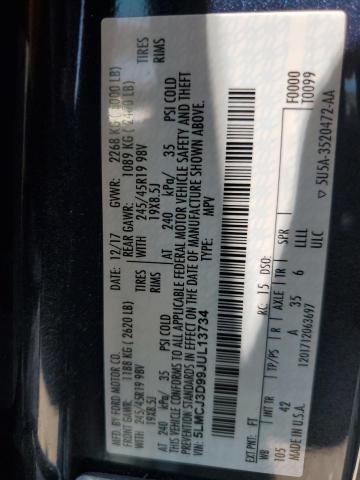 MFD. BY FORD MOTOR CO.
12/17 GVWR: 2268 KG (5000 LB)
FRONT GAWR: 1188 KG ( 2620 LB) REAR GAWR: 1089 KG
245/45R19 98V TIRES WITH 245/45R19 98V TIRES
19X8.5J RIMS 19X8.5J RIMS
AT 240 kPa/ 35 PSI COLD AT 240 kPa/ 35 PSI COLD
THIS VEHICLE CONFORMS TO ALL APPLICABLE FEDERAL MOTOR VEHICLE SAFETY AND THEFT
PREVENTION STANDARDS IN EFFECT ON THE DATE OF MANUFACTURE SHOWN ABOVE.
VIN: 5LMCJ3D99JUL13734 TYPE: MPV
EXT PNT: FT RC: 15 DSO: F0000
T0099
WB TP/PS R AXLE TR SPR
INT TR
105 42 A 35 6 LLLL
MADE IN U.S.A. 1201712063697 ULC 5U5A-3520472-AA